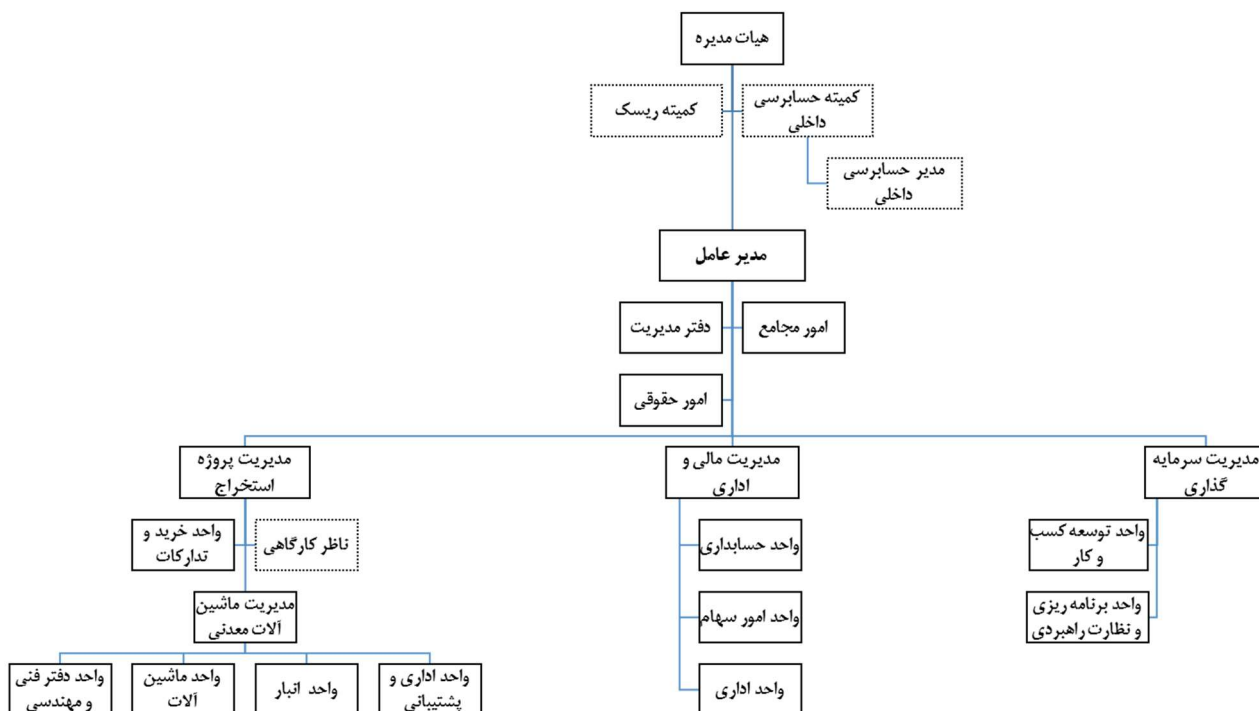 هیات مدیره
کمیته حسابرسی
داخلی
کمیته ریسک
مدیر حسابرسی
داخلی
مدیر عامل
امور مجامع
دفتر مدیریت
امور حقوقی
مدیریت سرمایه
گذاری
مدیریت مالی و
اداری
مدیریت پروژه
استخراج
واحد توسعه کسب
و کار
واحد حسابداری
ناظر کارگاهی
واحد خرید و
تدارکات
واحد برنامه ریزی
و نظارت راهبردی
واحد امور سهام
مدیریت ماشین
آلات معدنی
واحد اداری
واحد اداری و
پشتیبانی
واحد انبار
واحد ماشین
آلات
واحد دفتر فنی
و مهندسی